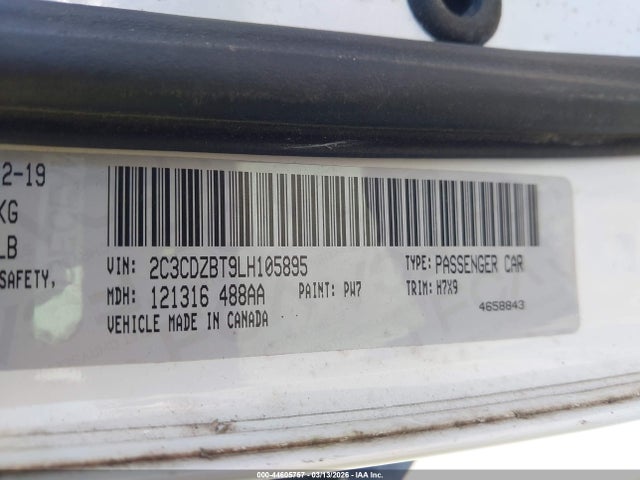 2-19
KG
LB
SAFETY,
VIN: 2C3CDZBT9LH105895 TYPE: PASSENGER CAR
MDH: 121316 488AA PAINT: PW7 TRIM: H7X9
VEHICLE MADE IN CANADA 4658843
000-44605757 - 03/13/2026 - IAA Inc. (C)